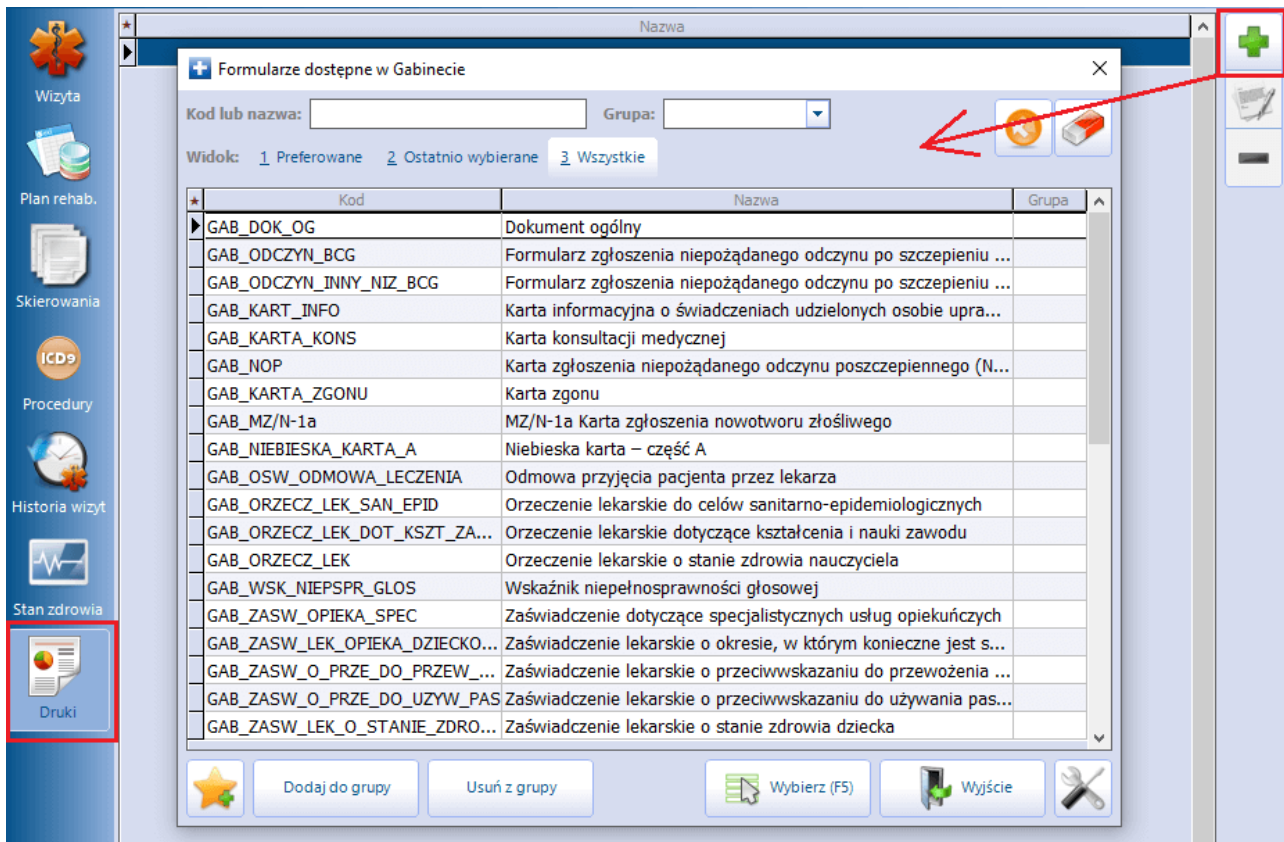 Nazwa
Wizyta
Plan rehab.
Skierowania
ICD9
Procedury
Historia wizyt
Stan zdrowia
Druki
Formularze dostępne w Gabinecie
Kod lub nazwa: Grupa:
Widok: 1 Preferowane 2 Ostatnio wybierane 3 Wszystkie
Kod Nazwa Grupa
GAB_DOK_OG Dokument ogólny
GAB_ODCZYN_BCG Formularz zgłoszenia niepożądanego odczynu po szczepieniu ...
GAB_ODCZYN_INNY_NIZ_BCG Formularz zgłoszenia niepożądanego odczynu po szczepieniu ...
GAB_KART_INFO Karta informacyjna o świadczeniach udzielonych osobie upra...
GAB_KARTA_KONS Karta konsultacji medycznej
GAB_NOP Karta zgłoszenia niepożądanego odczynu poszczepiennego (N...
GAB_KARTA_ZGONU Karta zgonu
GAB_MZ/N-1a MZ/N-1a Karta zgłoszenia nowotworu złośliwego
GAB_NIEBIESKA_KARTA_A Niebieska karta – część A
GAB_OSW_ODMOWA_LECZENIA Odmowa przyjęcia pacjenta przez lekarza
GAB_ORZECZ_LEK_SAN_EPID Orzeczenie lekarskie do celów sanitarno-epidemiologicznych
GAB_ORZECZ_LEK_DOT_KSZT_ZA... Orzeczenie lekarskie dotyczące kształcenia i nauki zawodu
GAB_ORZECZ_LEK Orzeczenie lekarskie o stanie zdrowia nauczyciela
GAB_WSK_NIEPSPR_GLOS Wskaźnik niepełnosprawności głosowej
GAB_ZASW_OPIEKA_SPEC Zaświadczenie dotyczące specjalistycznych usług opiekuńczych
GAB_ZASW_LEK_OPIEKA_DZIECKO... Zaświadczenie lekarskie o okresie, w którym konieczne jest s...
GAB_ZASW_O_PRZE_DO_PRZEW_... Zaświadczenie lekarskie o przeciwwskazaniu do przewożenia ...
GAB_ZASW_O_PRZE_DO_UZYW_PAS Zaświadczenie lekarskie o przeciwwskazaniu do używania pas...
GAB_ZASW_LEK_O_STANIE_ZDRO... Zaświadczenie lekarskie o stanie zdrowia dziecka
Dodaj do grupy Usuń z grupy Wybierz (F5) Wyjście